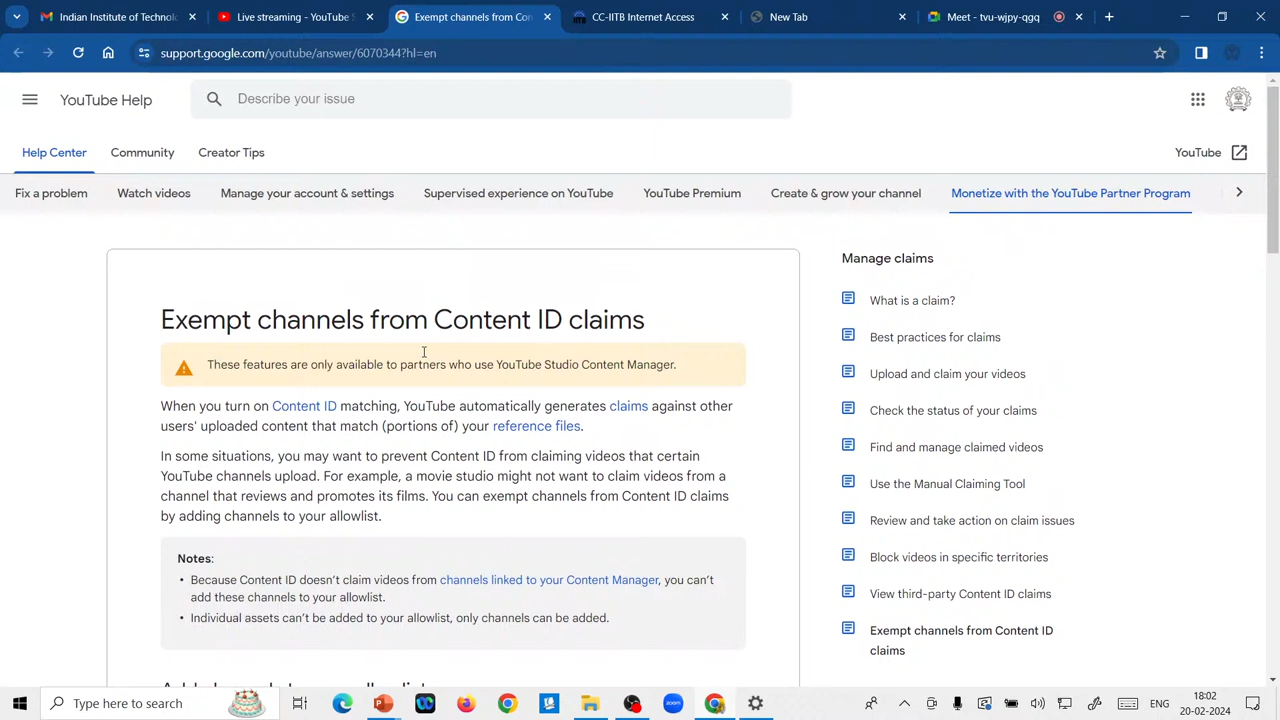 Indian Institute of Technolo
Live streaming - YouTube S
Exempt channels from Con
CC-IITB Internet Access
New Tab
Meet - tvu-wjpy-qgq
support.google.com/youtube/answer/6070344?hl=en
YouTube Help
Describe your issue
Help Center
Community
Creator Tips
YouTube
Fix a problem
Watch videos
Manage your account & settings
Supervised experience on YouTube
YouTube Premium
Create & grow your channel
Monetize with the YouTube Partner Program
Exempt channels from Content ID claims
These features are only available to partners who use YouTube Studio Content Manager.
When you turn on Content ID matching, YouTube automatically generates claims against other
users' uploaded content that match (portions of) your reference files.
In some situations, you may want to prevent Content ID from claiming videos that certain
YouTube channels upload. For example, a movie studio might not want to claim videos from a
channel that reviews and promotes its films. You can exempt channels from Content ID claims
by adding channels to your allowlist.
Notes:
• Because Content ID doesn't claim videos from channels linked to your Content Manager, you can't
add these channels to your allowlist.
• Individual assets can't be added to your allowlist, only channels can be added.
Manage claims
What is a claim?
Best practices for claims
Upload and claim your videos
Check the status of your claims
Find and manage claimed videos
Use the Manual Claiming Tool
Review and take action on claim issues
Block videos in specific territories
View third-party Content ID claims
Exempt channels from Content ID
claims
Type here to search
zoom
ENG
18:02
20-02-2024